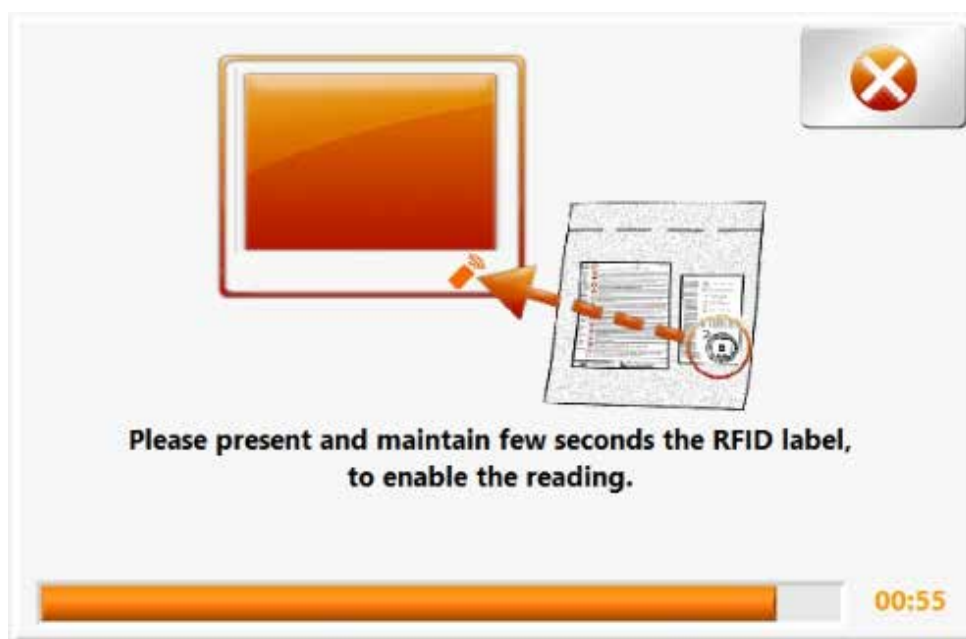 Please present and maintain few seconds the RFID label,
to enable the reading.
00:55